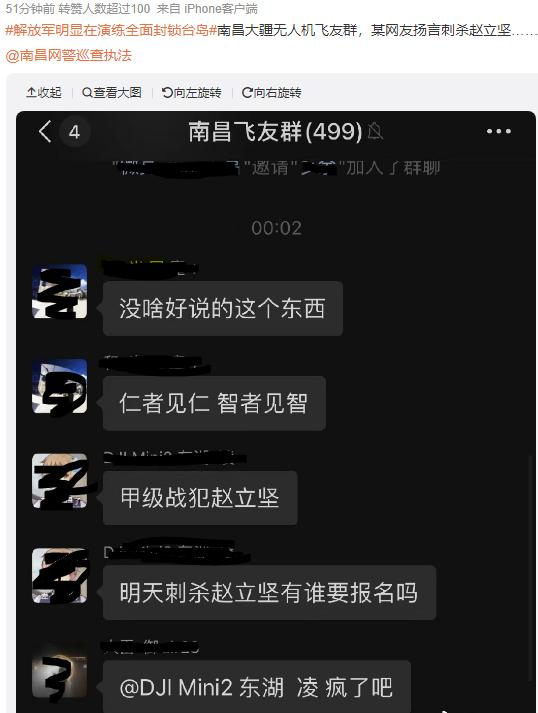 51分钟前 转赞人数超过100 来自 iPhone客户端
#解放军明显在演练全面封锁台岛#南昌大疆无人机飞友群，某网友扬言刺杀赵立坚……
@南昌网警巡查执法
收起 查看大图 向左旋转 向右旋转
4 南昌飞友群(499)
"邀请" "加入了群聊
00:02
没啥好说的这个东西
仁者见仁 智者见智
DJI Mini2 东湖
甲级战犯赵立坚
明天刺杀赵立坚有谁要报名吗
@DJI Mini2 东湖 凌 疯了吧